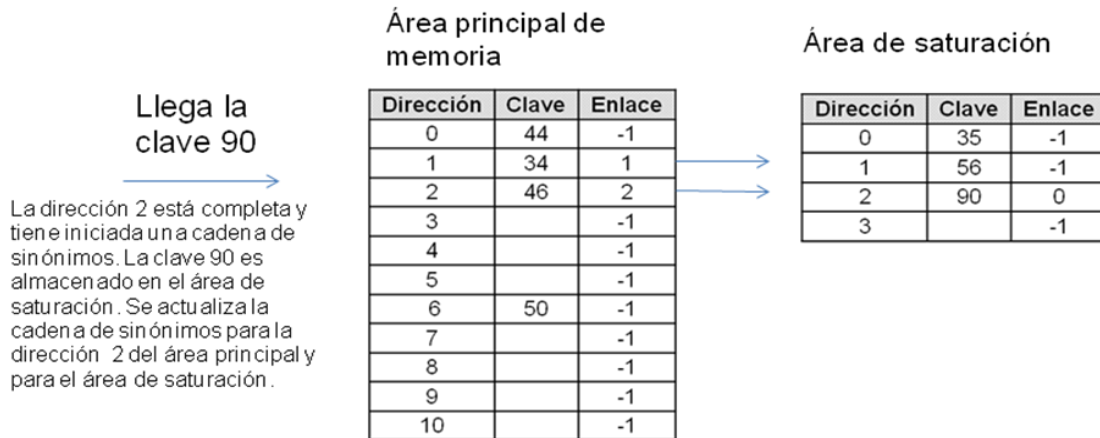 Llega la
clave 90
La dirección 2 está completa y
tiene iniciada una cadena de
sinónimos. La clave 90 es
almacenado en el área de
saturación. Se actualiza la
cadena de sinónimos para la
dirección 2 del área principal y
para el área de saturación.
Área principal de
memoria
Dirección Clave Enlace
0 44 -1
1 34 1
2 46 2
3 -1
4 -1
5 -1
6 50 -1
7 -1
8 -1
9 -1
10 -1
Área de saturación
Dirección Clave Enlace
0 35 -1
1 56 -1
2 90 0
3 -1